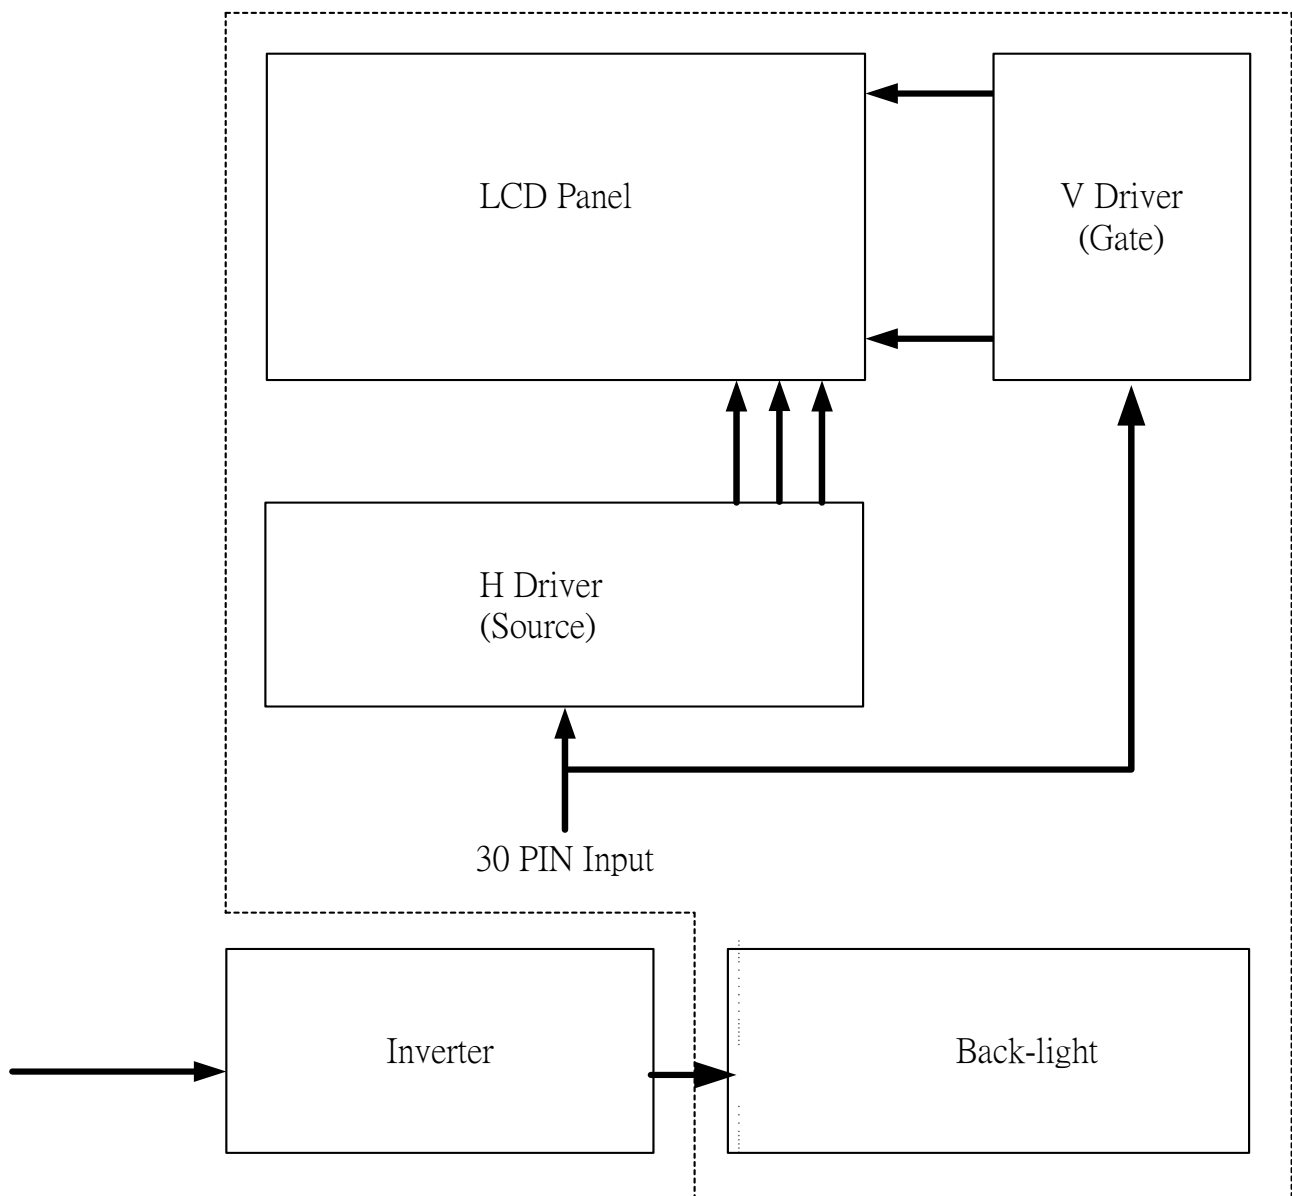 LCD Panel
V Driver
(Gate)
H Driver
(Source)
30 PIN Input
Inverter
Back-light